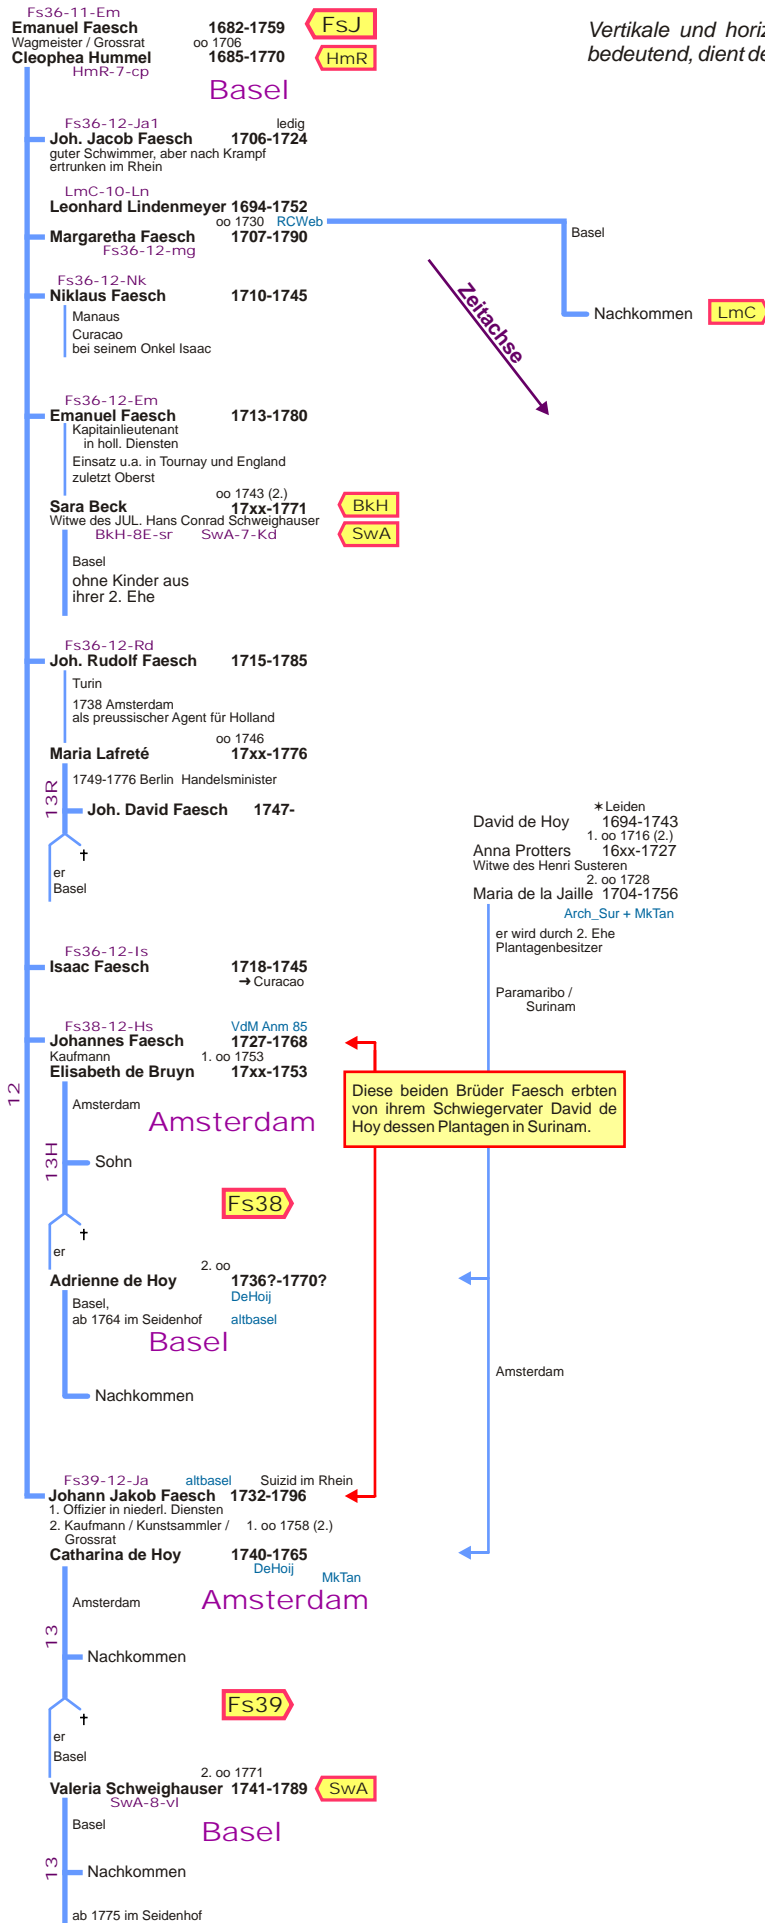 Fs36-11-Em
Emanuel Faesch 1682-1759 FsJ
Wagmeister / Grossrat oo 1706
Cleophea Hummel 1685-1770 HmR
HmR-7-cp
Basel
Vertikale und horiz
bedeutend, dient de
Fs36-12-Ja1 ledig
Joh. Jacob Faesch 1706-1724
guter Schwimmer, aber nach Krampf
ertrunken im Rhein
LmC-10-Ln
Leonhard Lindenmeyer 1694-1752
oo 1730 RCWeb
Margaretha Faesch 1707-1790
Fs36-12-mg
Basel
Nachkommen LmC
Zeitachse
Fs36-12-Nk
Niklaus Faesch 1710-1745
Manaus
Curacao
bei seinem Onkel Isaac
Fs36-12-Em
Emanuel Faesch 1713-1780
Kapitainlieutenant
in holl. Diensten
Einsatz u.a. in Tournay und England
zuletzt Oberst
oo 1743 (2.)
Sara Beck 17xx-1771 BkH
Witwe des JUL. Hans Conrad Schweighauser SwA
BkH-8E-sr SwA-7-Kd
Basel
ohne Kinder aus
ihrer 2. Ehe
Fs36-12-Rd
Joh. Rudolf Faesch 1715-1785
Turin
1738 Amsterdam
als preussischer Agent für Holland
oo 1746
Maria Lafreté 17xx-1776
1749-1776 Berlin Handelsminister
13R
Joh. David Faesch 1747-
✝
er
Basel
✶Leiden
David de Hoy 1694-1743
1. oo 1716 (2.)
Anna Protters 16xx-1727
Witwe des Henri Susteren
2. oo 1728
Maria de la Jaille 1704-1756
Arch_Sur + MkTan
er wird durch 2. Ehe
Plantagenbesitzer
Paramaribo /
Surinam
Fs36-12-Is
Isaac Faesch 1718-1745
➔ Curacao
Fs38-12-Hs VdM Anm 85
Johannes Faesch 1727-1768
Kaufmann 1. oo 1753
Elisabeth de Bruyn 17xx-1753
12
Diese beiden Brüder Faesch erbten
von ihrem Schwiegervater David de
Hoy dessen Plantagen in Surinam.
Amsterdam
Amsterdam
13H
Sohn
Fs38
✝
er
2. oo
Adrienne de Hoy 1736?-1770?
DeHoij
Basel,
ab 1764 im Seidenhof altbasel
Basel
Amsterdam
Nachkommen
Fs39-12-Ja altbasel Suizid im Rhein
Johann Jakob Faesch 1732-1796
1. Offizier in niederl. Diensten
2. Kaufmann / Kunstsammler / 1. oo 1758 (2.)
Grossrat
Catharina de Hoy 1740-1765
DeHoij MkTan
Amsterdam
Amsterdam
13
Nachkommen
Fs39
✝
er
Basel
2. oo 1771
Valeria Schweighauser 1741-1789 SwA
SwA-8-vl
Basel
Basel
13
Nachkommen
ab 1775 im Seidenhof